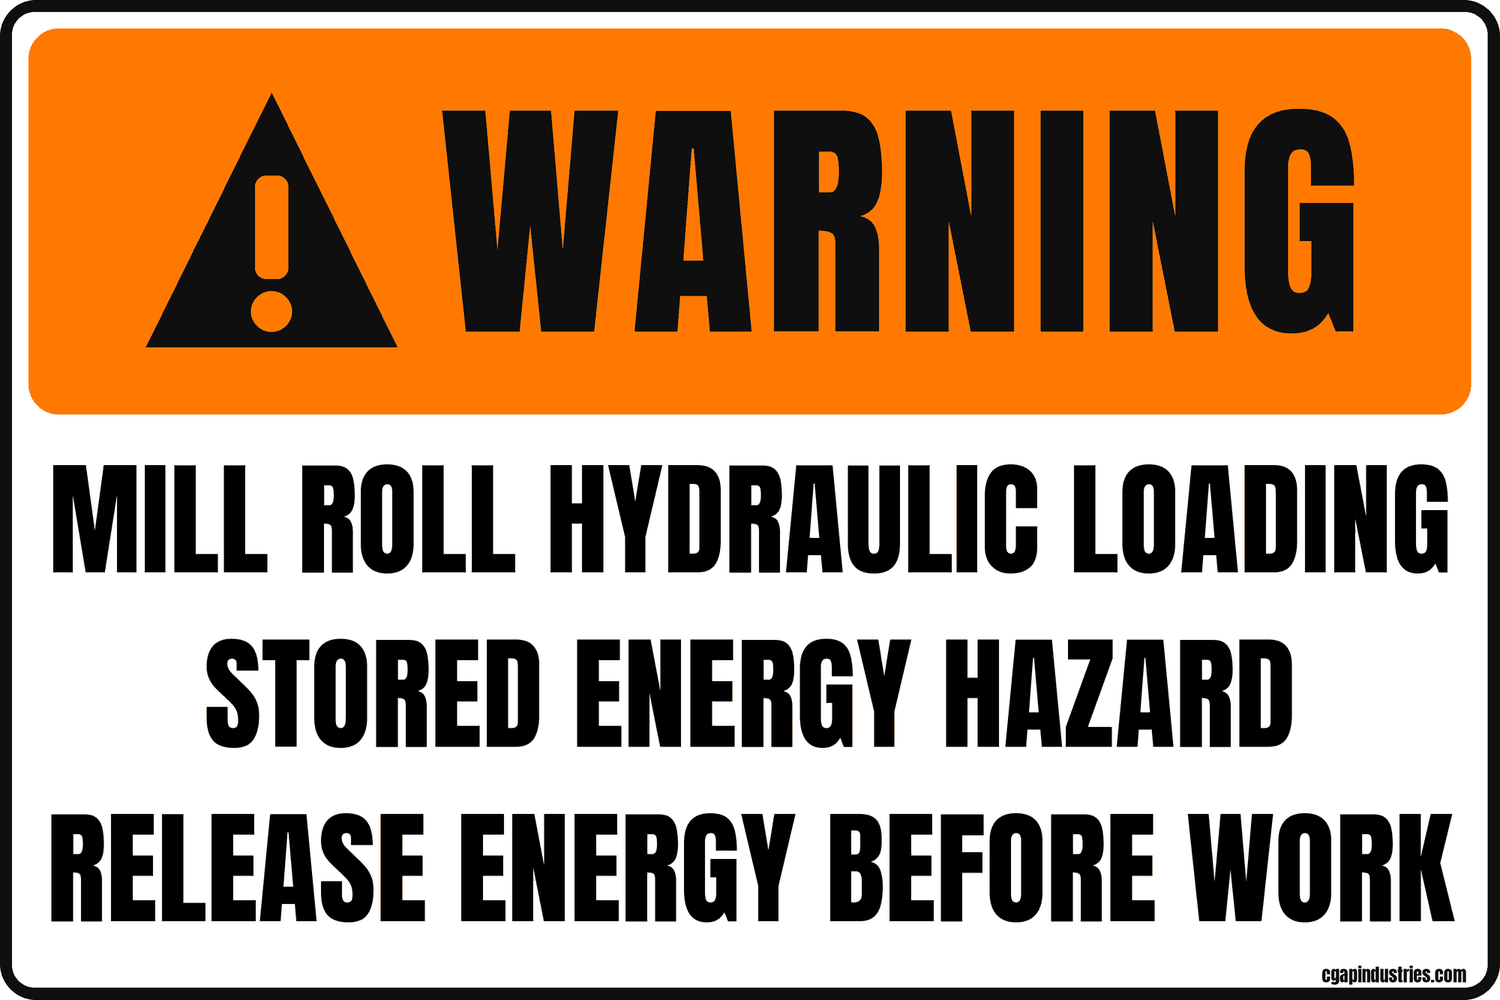 WARNING
MILL ROLL HYDRAULIC LOADING
STORED ENERGY HAZARD
RELEASE ENERGY BEFORE WORK
cgapindustries.com